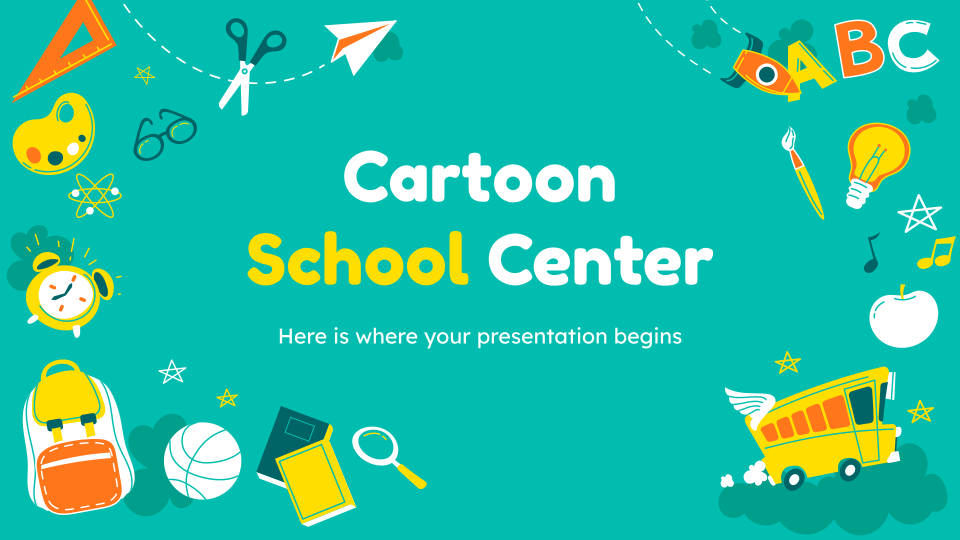 ABC
Cartoon
School Center
Here is where your presentation begins